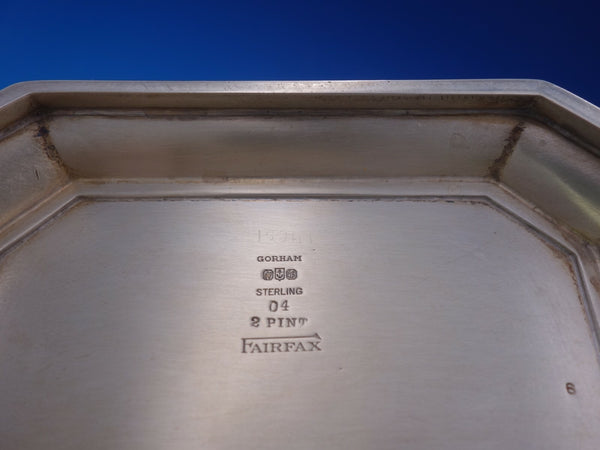 GORHAM
STERLING
04
2 PINT
FAIRFAX
6